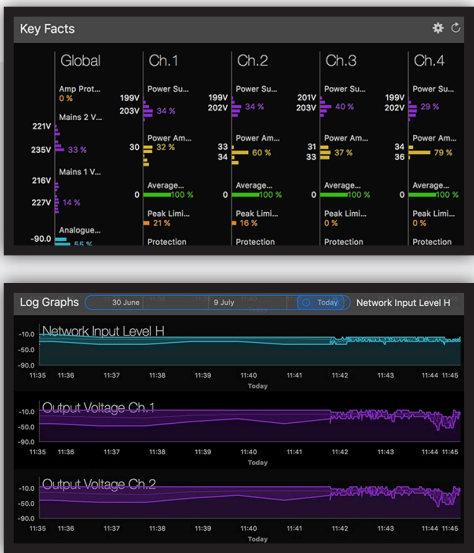 Key Facts
Global Ch.1 Ch.2 Ch.3 Ch.4
Amp Prot... Power Su... Power Su... Power Su... Power Su...
0 % 199V 199V 201V 199V
203V 34 % 202V 34 % 203V 40 % 202V 29 %
Mains 2 V...
221V
235V 33 %
Power Am... Power Am... Power Am... Power Am...
30 32 % 33 31 34
34 60 % 33 37 % 36 79 %
Mains 1 V...
216V
227V 14 %
Average... Average... Average... Average...
0 100 % 0 100 % 0 100 % 0 100 %
Peak Limi... Peak Limi... Peak Limi... Peak Limi...
21 % 16 % 0 % 0 %
Analogue...
-90.0 55 %
Protection Protection Protection Protection
Log Graphs 30 June 9 July Today Network Input Level H
Network Input Level H
-10.0
-50.0
-90.0
11:35 11:36 11:37 11:38 11:39 11:40 11:41 11:42 11:43 11:44 11:45
Today
Output Voltage Ch.1
-10.0
-50.0
-90.0
11:35 11:36 11:37 11:38 11:39 11:40 11:41 11:42 11:43 11:44 11:45
Today
Output Voltage Ch.2
-10.0
-50.0
-90.0
11:35 11:36 11:37 11:38 11:39 11:40 11:41 11:42 11:43 11:44 11:45
Today